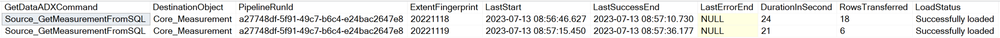 GetDataADXCommand DestinationObject PipelineRunId ExtentFingerprint LastStart LastSuccessEnd LastErrorEnd DurationInSecond RowsTransferred LoadStatus
Source_GetMeasurementFromSQL Core_Measurement a27748df-5f91-49c7-b6c4-e24bac2647e8 20221118 2023-07-13 08:56:46.627 2023-07-13 08:57:10.730 NULL 24 18 Successfully loaded
Source_GetMeasurementFromSQL Core_Measurement a27748df-5f91-49c7-b6c4-e24bac2647e8 20221119 2023-07-13 08:57:15.450 2023-07-13 08:57:36.177 NULL 21 6 Successfully loaded